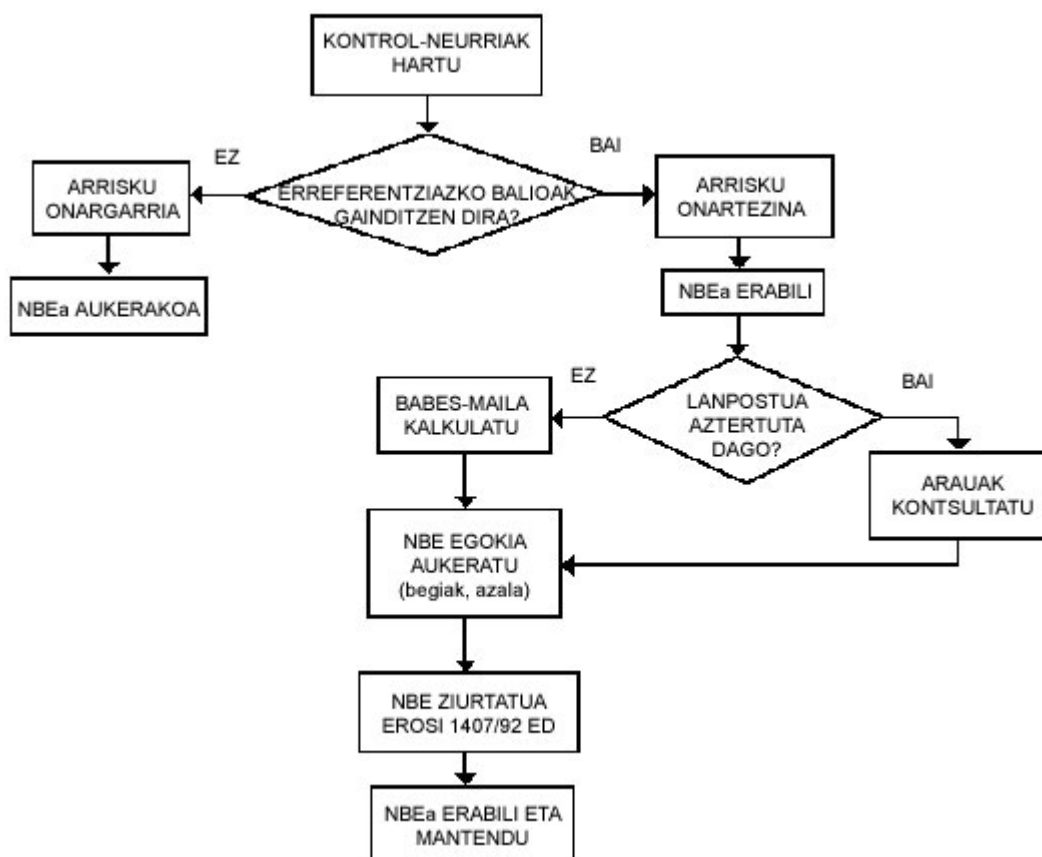 KONTROL-NEURRIAK
HARTU
EZ
BAI
ERREFERENTZIAZKO BALIOAK
GAINDITZEN DIRA?
ARRISKU
ONARGARRIA
ARRISKU
ONARTEZINA
NBEa AUKERAKOA
NBEa ERABILI
EZ
BAI
BABES-MAILA
KALKULATU
LANPOSTUA
AZTERTUTA
DAGO?
ARAUAK
KONTSULTATU
NBE EGOKIA
AUKERATU
(begiak, azala)
NBE ZIURTATUA
EROSI 1407/92 ED
NBEa ERABILI ETA
MANTENDU